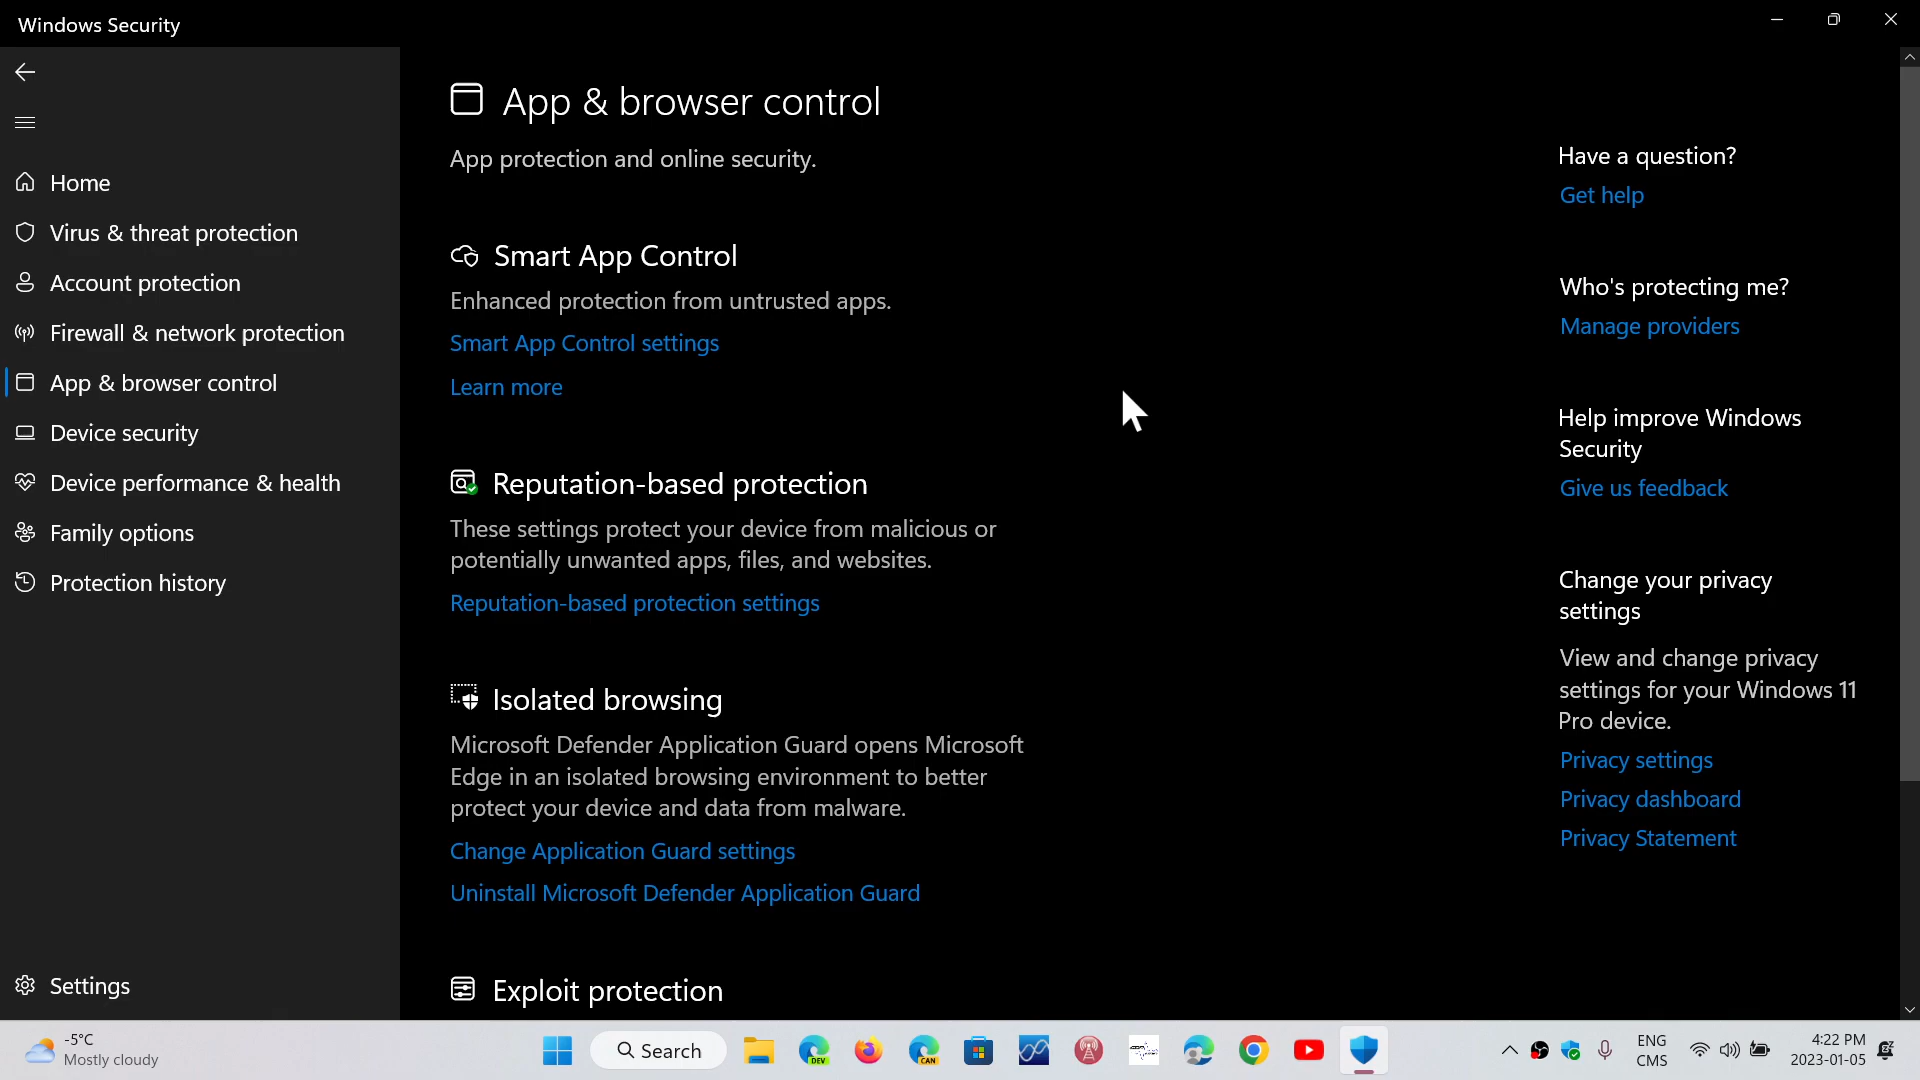 Windows Security
Home
Virus & threat protection
Account protection
Firewall & network protection
App & browser control
Device security
Device performance & health
Family options
Protection history
Settings
App & browser control
App protection and online security.
Smart App Control
Enhanced protection from untrusted apps.
Smart App Control settings
Learn more
Reputation-based protection
These settings protect your device from malicious or
potentially unwanted apps, files, and websites.
Reputation-based protection settings
Isolated browsing
Microsoft Defender Application Guard opens Microsoft
Edge in an isolated browsing environment to better
protect your device and data from malware.
Change Application Guard settings
Uninstall Microsoft Defender Application Guard
Exploit protection
Have a question?
Get help
Who's protecting me?
Manage providers
Help improve Windows
Security
Give us feedback
Change your privacy
settings
View and change privacy
settings for your Windows 11
Pro device.
Privacy settings
Privacy dashboard
Privacy Statement
-5°C
Mostly cloudy
Search
DEV
CAN
ENG
CMS
4:22 PM
2023-01-05